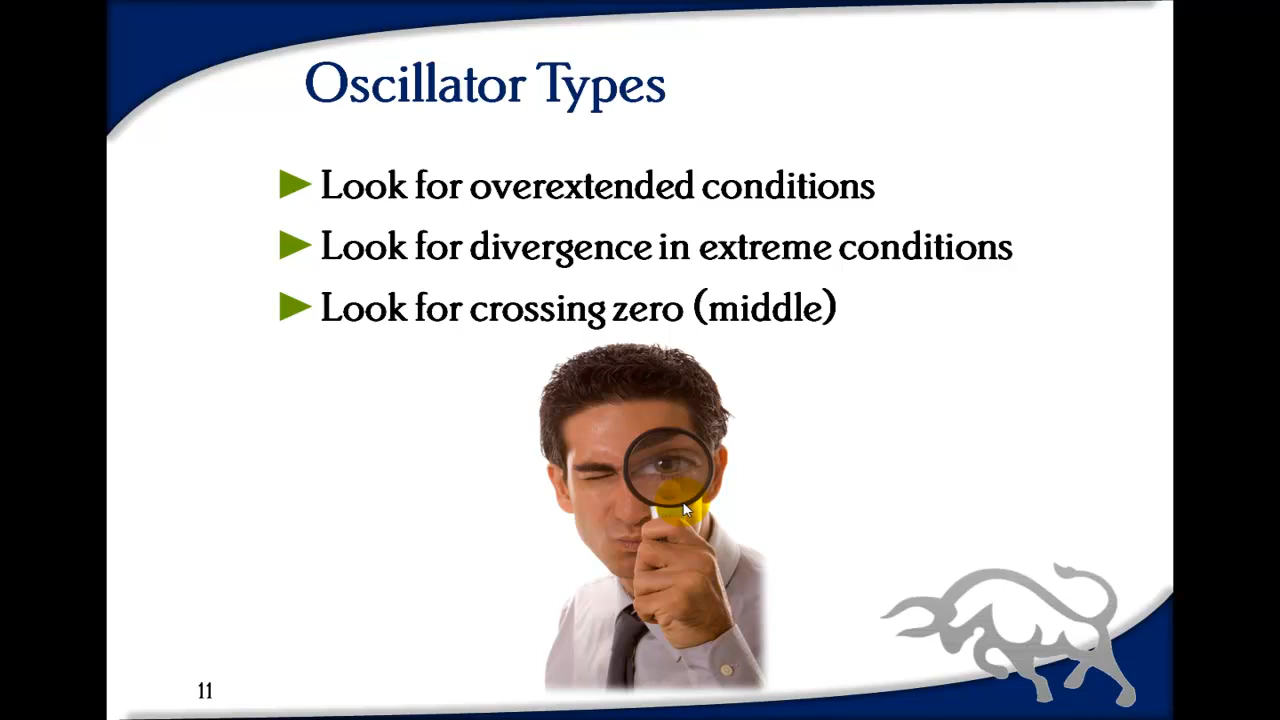 Oscillator Types
Look for overextended conditions
Look for divergence in extreme conditions
Look for crossing zero (middle)
11